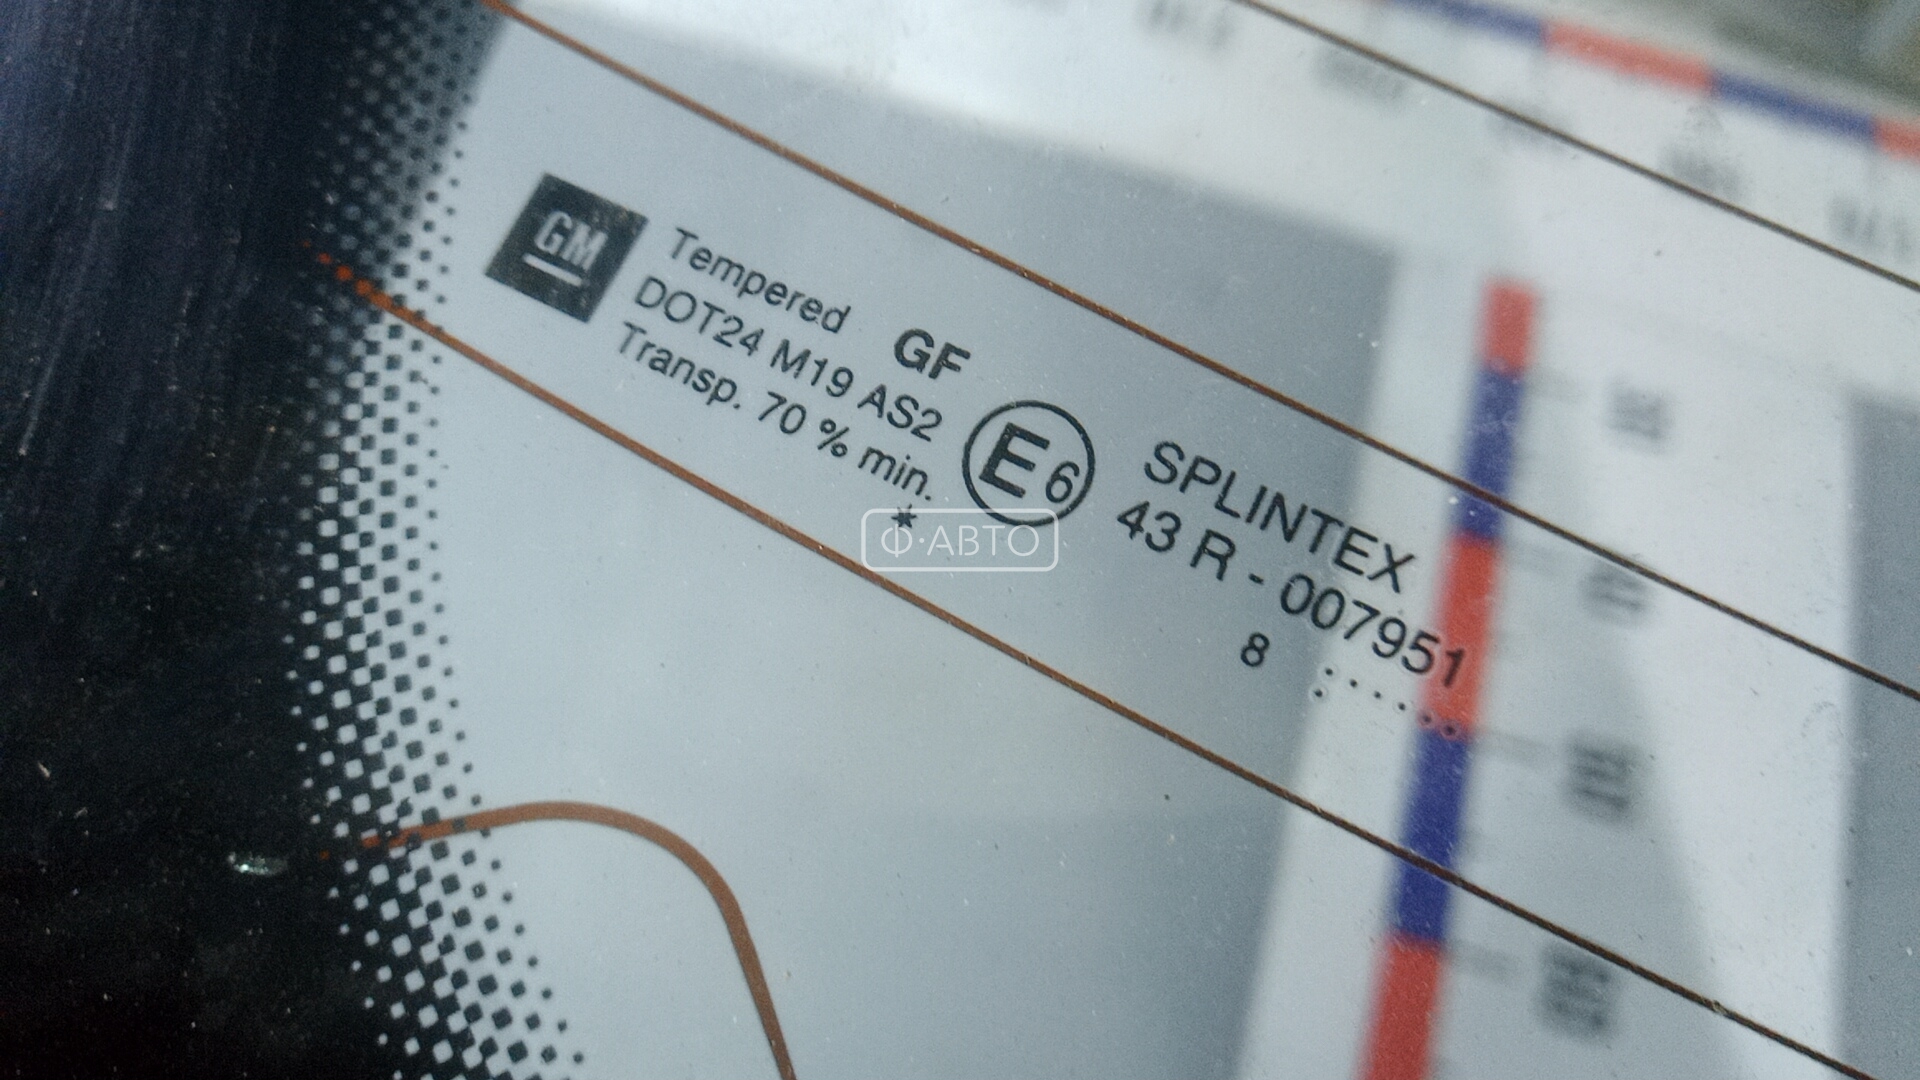 GM
Tempered GF
DOT24 M19 AS2
Transp. 70 % min.
*
E6
SPLINTEX
43 R - 007951
8 . . . . . . .
Ф·АВТО